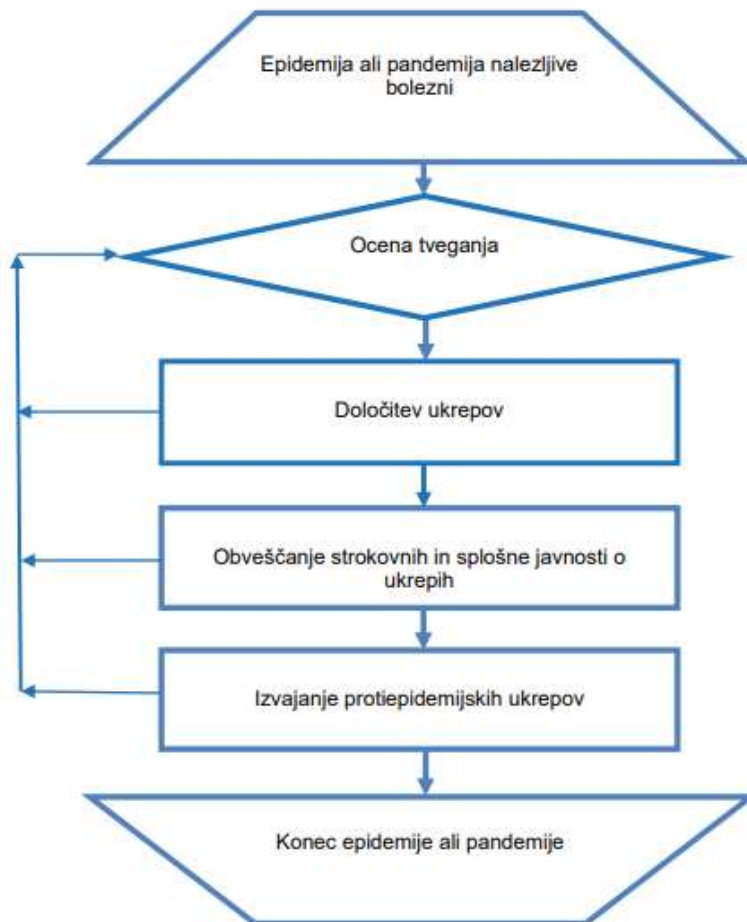 Epidemija ali pandemija nalezljive
bolezni
Ocena tveganja
Določitev ukrepov
Obveščanje strokovnih in splošne javnosti o
ukrepih
Izvajanje protiepidemijskih ukrepov
Konec epidemije ali pandemije